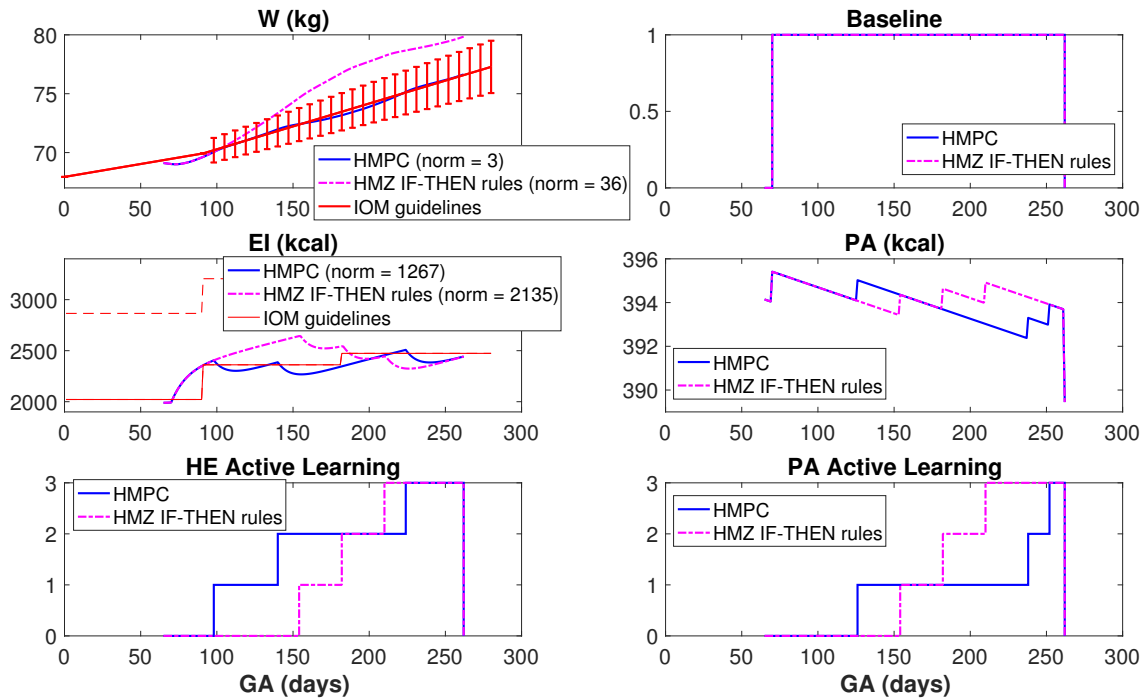 W (kg)
80
75
70
0 50 100 150 200 250 300
HMPC (norm = 3)
HMZ IF-THEN rules (norm = 36)
IOM guidelines
Baseline
1
0.5
0
0 50 100 150 200 250 300
HMPC
HMZ IF-THEN rules
EI (kcal)
3000
2500
2000
0 50 100 150 200 250 300
HMPC (norm = 1267)
HMZ IF-THEN rules (norm = 2135)
IOM guidelines
PA (kcal)
396
394
392
390
0 50 100 150 200 250 300
HMPC
HMZ IF-THEN rules
HE Active Learning
3
2
1
0
0 50 100 150 200 250 300
HMPC
HMZ IF-THEN rules
GA (days)
PA Active Learning
3
2
1
0
0 50 100 150 200 250 300
HMPC
HMZ IF-THEN rules
GA (days)